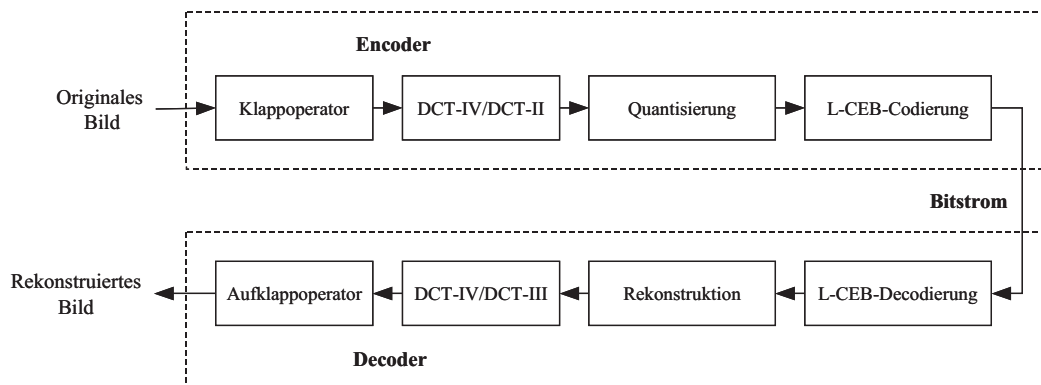 Encoder
Originales
Bild
Klappoperator
DCT-IV/DCT-II
Quantisierung
L-CEB-Codierung
Bitstrom
Rekonstruiertes
Bild
Aufklappoperator
DCT-IV/DCT-III
Rekonstruktion
L-CEB-Decodierung
Decoder